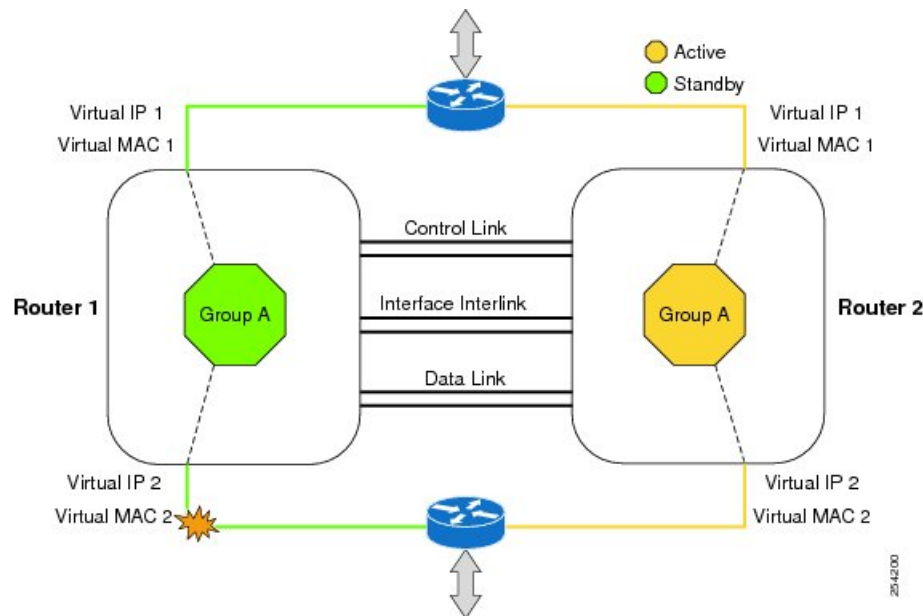 Active
Standby
Virtual IP 1
Virtual MAC 1
Virtual IP 1
Virtual MAC 1
Control Link
Router 1
Group A
Interface Interlink
Group A
Router 2
Data Link
Virtual IP 2
Virtual MAC 2
Virtual IP 2
Virtual MAC 2
254200